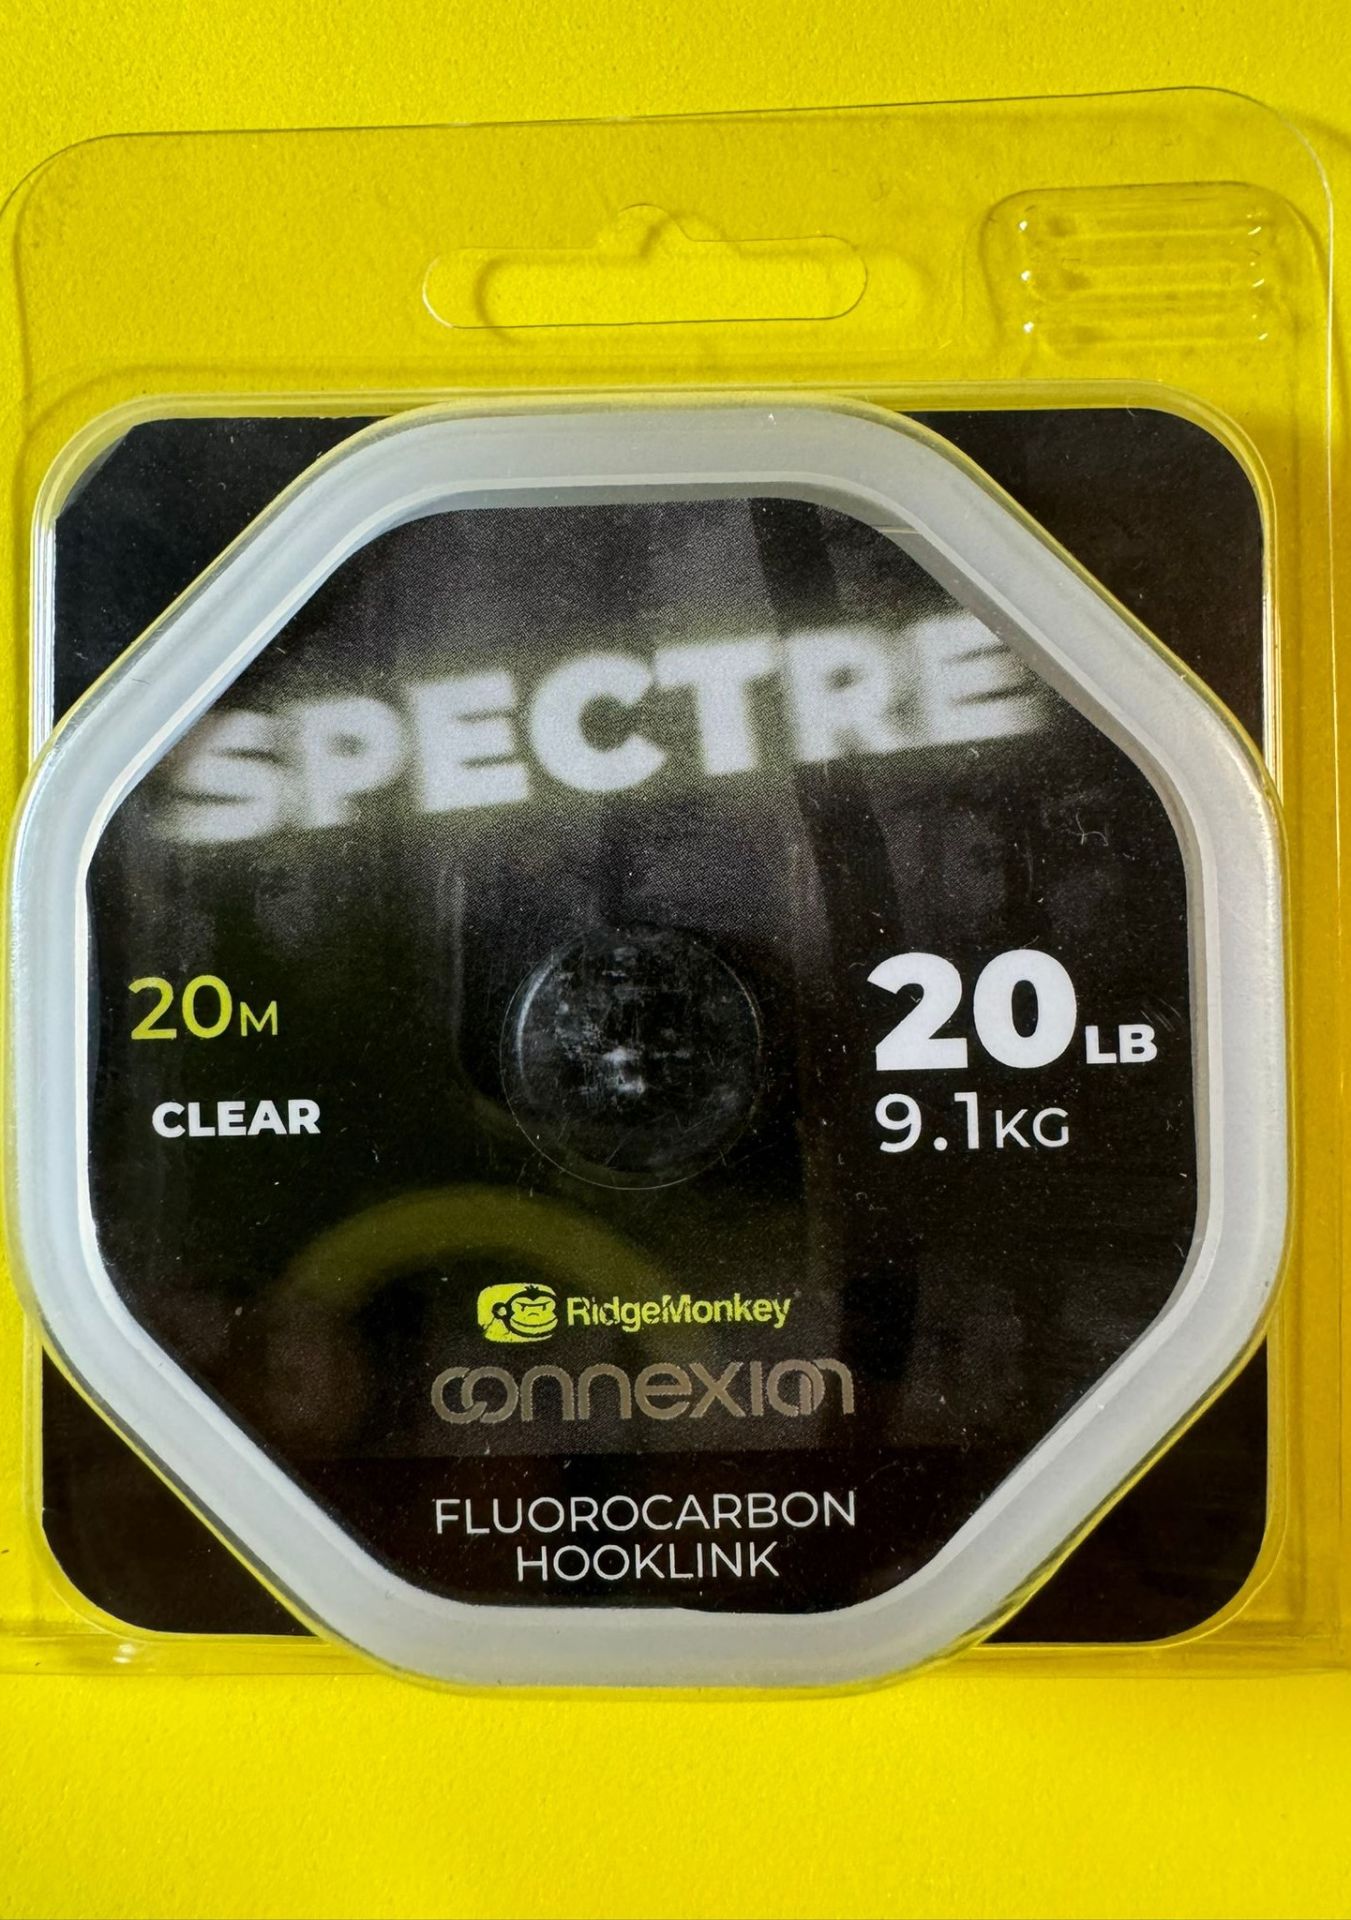 SPECTRE
20M
CLEAR
20LB
9.1KG
RidgeMonkey
connexion
FLUOROCARBON
HOOKLINK